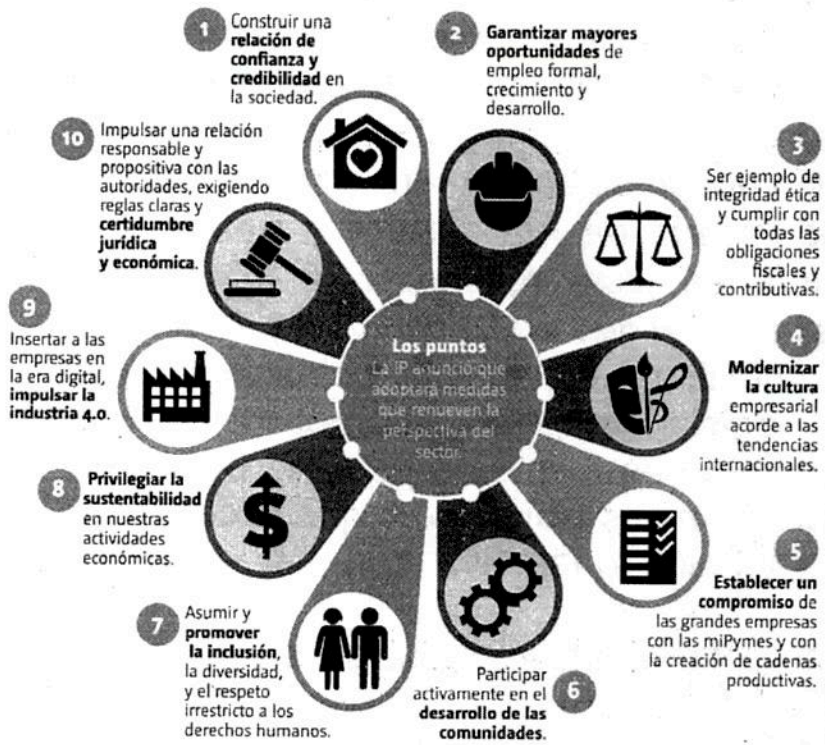 1
Construir una
relación de
confianza y
credibilidad en
la sociedad.
2
Garantizar mayores
oportunidades de
empleo formal,
crecimiento y
desarrollo.
3
Ser ejemplo de
integridad ética
y cumplir con
todas las
obligaciones
fiscales y
contributivas.
4
Modernizar
la cultura
empresarial
acorde a las
tendencias
internacionales.
5
Establecer un
compromiso de
las grandes empresas
con las miPymes y con
la creación de cadenas
productivas.
6
Participar
activamente en el
desarrollo de las
comunidades.
7
Asumir y
promover
la inclusión,
la diversidad,
y el respeto
irrestricto a los
derechos humanos.
8
Privilegiar la
sustentabilidad
en nuestras
actividades
económicas.
9
Insertar a las
empresas en
la era digital,
impulsar la
industria 4.0.
10
Impulsar una relación
responsable y
propositiva con las
autoridades, exigiendo
reglas claras y
certidumbre
jurídica
y económica.
Los puntos
La IP anunció que
adoptará medidas
que renueven la
perspectiva del
sector.